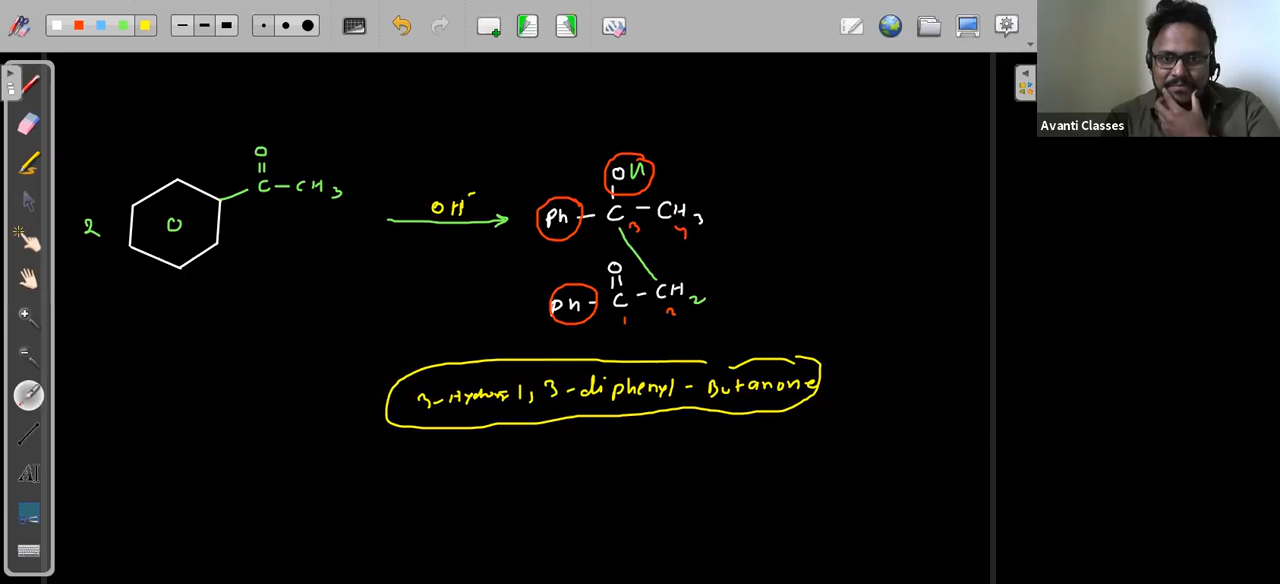 Avanti Classes
2
O
||
C - CH3
O
OH-
OH
Ph - C - CH3
3 4
O
||
Ph - C - CH2
1 2
3-Hydroxy 1, 3-diphenyl - Butanone
AI